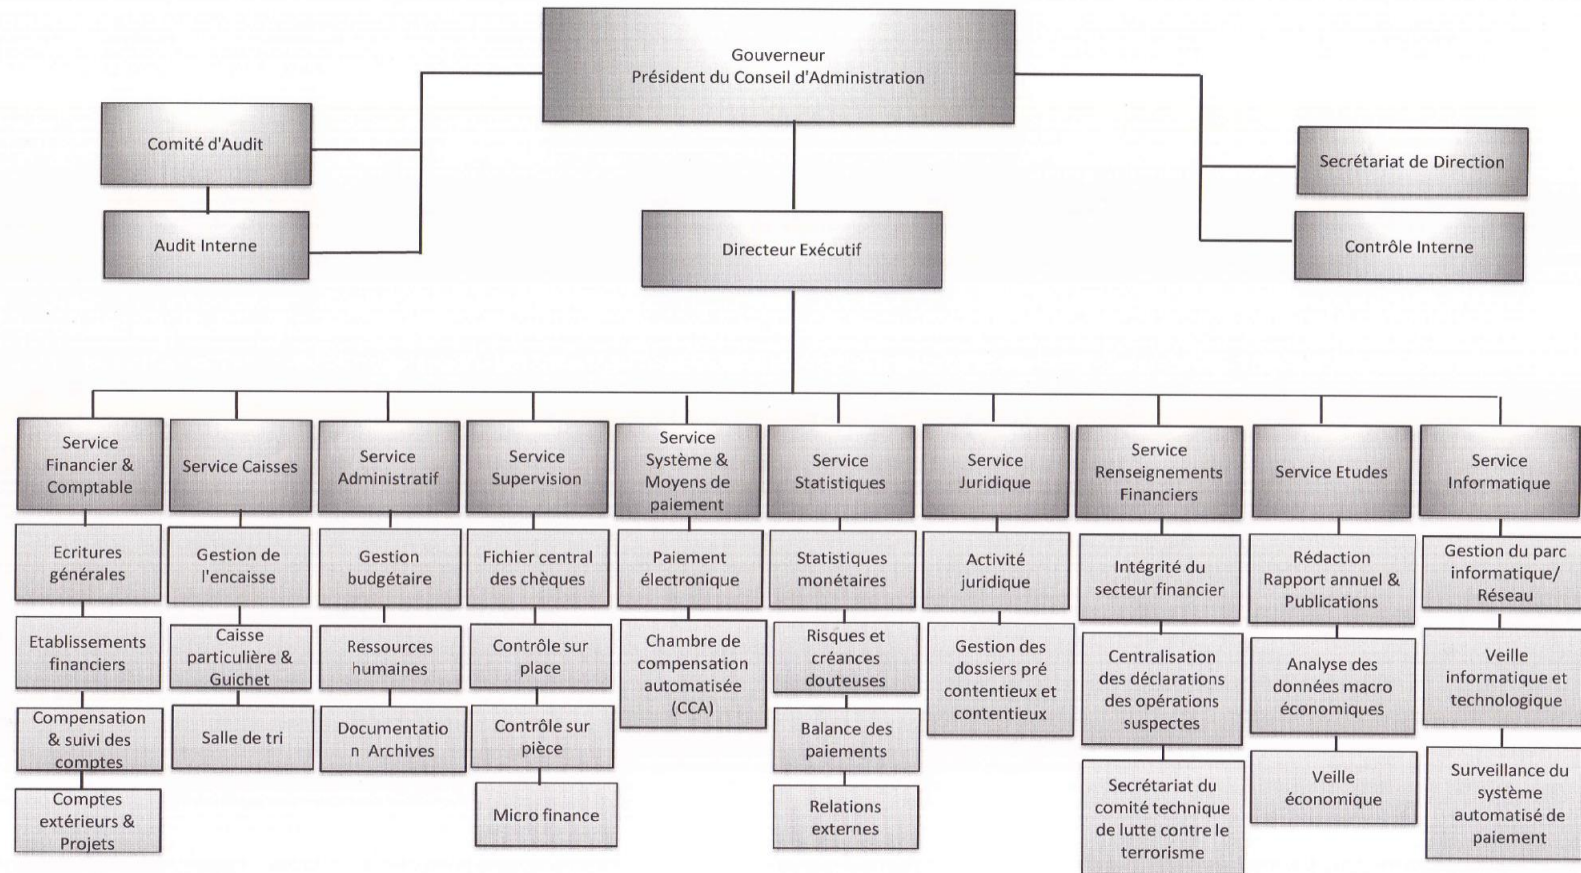 Gouverneur
Président du Conseil d'Administration
Comité d'Audit
Audit Interne
Secrétariat de Direction
Contrôle Interne
Directeur Exécutif
Service
Financier &
Comptable
Ecritures
générales
Etablissements
financiers
Compensation
& suivi des
comptes
Comptes
extérieurs &
Projets
Service Caisses
Gestion de
l'encaisse
Caisse
particulière &
Guichet
Salle de tri
Service
Administratif
Gestion
budgétaire
Ressources
humaines
Documentatio
n Archives
Service
Supervision
Fichier central
des chèques
Contrôle sur
place
Contrôle sur
pièce
Micro finance
Service
Système &
Moyens de
paiement
Paiement
électronique
Chambre de
compensation
automatisée
(CCA)
Service
Statistiques
Statistiques
monétaires
Risques et
créances
douteuses
Balance des
paiements
Relations
externes
Service
Juridique
Activité
juridique
Gestion des
dossiers pré
contentieux et
contentieux
Service
Renseignements
Financiers
Intégrité du
secteur financier
Centralisation
des déclarations
des opérations
suspectes
Secrétariat du
comité technique
de lutte contre le
terrorisme
Service Etudes
Rédaction
Rapport annuel &
Publications
Analyse des
données macro
économiques
Veille
économique
Service
Informatique
Gestion du parc
informatique/
Réseau
Veille
informatique et
technologique
Surveillance du
système
automatisé de
paiement